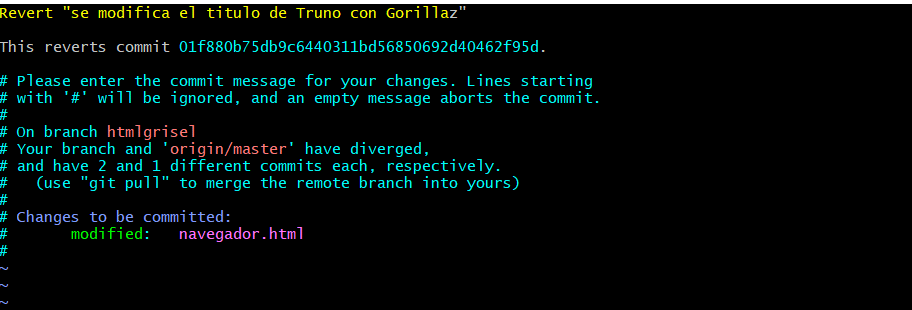 Revert "se modifica el titulo de Truno con Gorillaz"
This reverts commit 01f880b75db9c6440311bd56850692d40462f95d.
# Please enter the commit message for your changes. Lines starting
# with '#' will be ignored, and an empty message aborts the commit.
#
# On branch htmlgrisel
# Your branch and 'origin/master' have diverged,
# and have 2 and 1 different commits each, respectively.
#   (use "git pull" to merge the remote branch into yours)
#
# Changes to be committed:
#       modified:   navegador.html
#
~
~
~